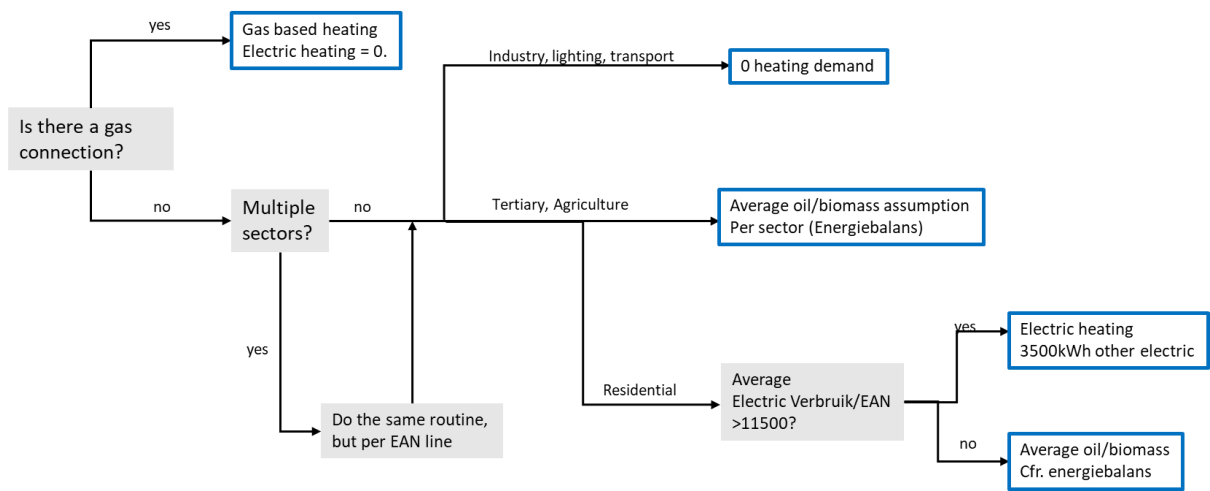 yes
Gas based heating
Electric heating = 0.
Industry, lighting, transport
0 heating demand
Is there a gas
connection?
no
Multiple
sectors?
no
Tertiary, Agriculture
Average oil/biomass assumption
Per sector (Energiebalans)
yes
Do the same routine,
but per EAN line
Residential
Average
Electric Verbruik/EAN
>11500?
yes
Electric heating
3500kWh other electric
no
Average oil/biomass
Cfr. energiebalans